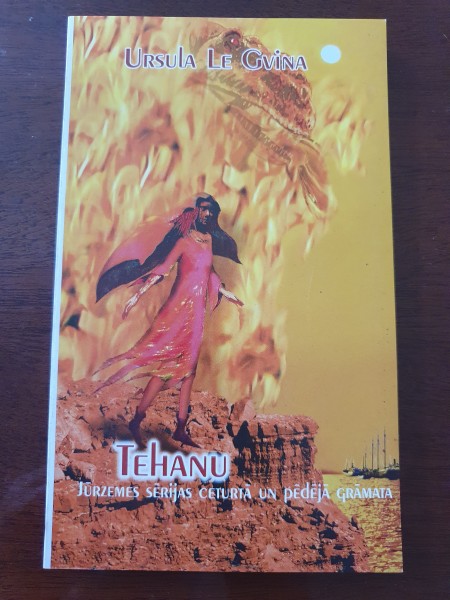 Ursula Le Gvina
Tehanu
Jūrzemes sērijas ceturtā un pēdējā grāmata